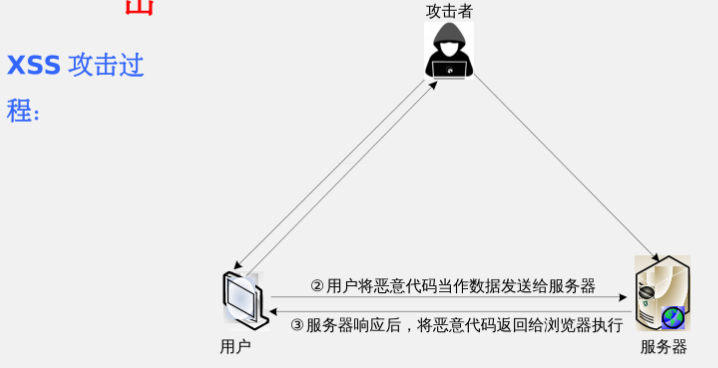 攻击者
XSS 攻击过
程：
②用户将恶意代码当作数据发送给服务器
③服务器响应后，将恶意代码返回给浏览器执行
用户
服务器